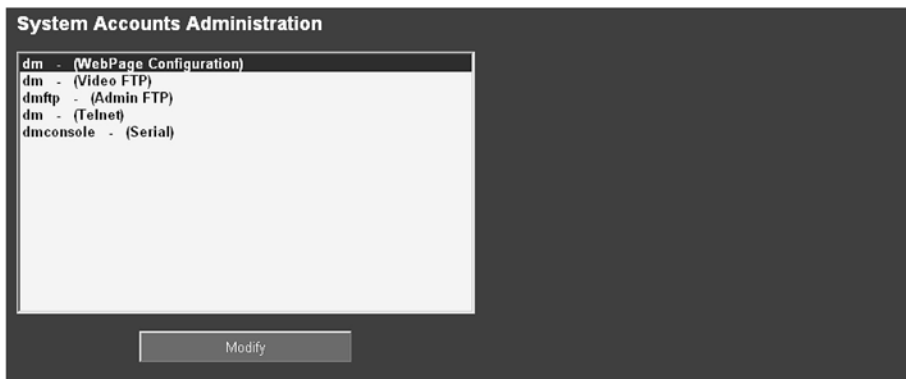 System Accounts Administration
dm - (WebPage Configuration)
dm - (Video FTP)
dmftp - (Admin FTP)
dm - (Telnet)
dmconsole - (Serial)
Modify